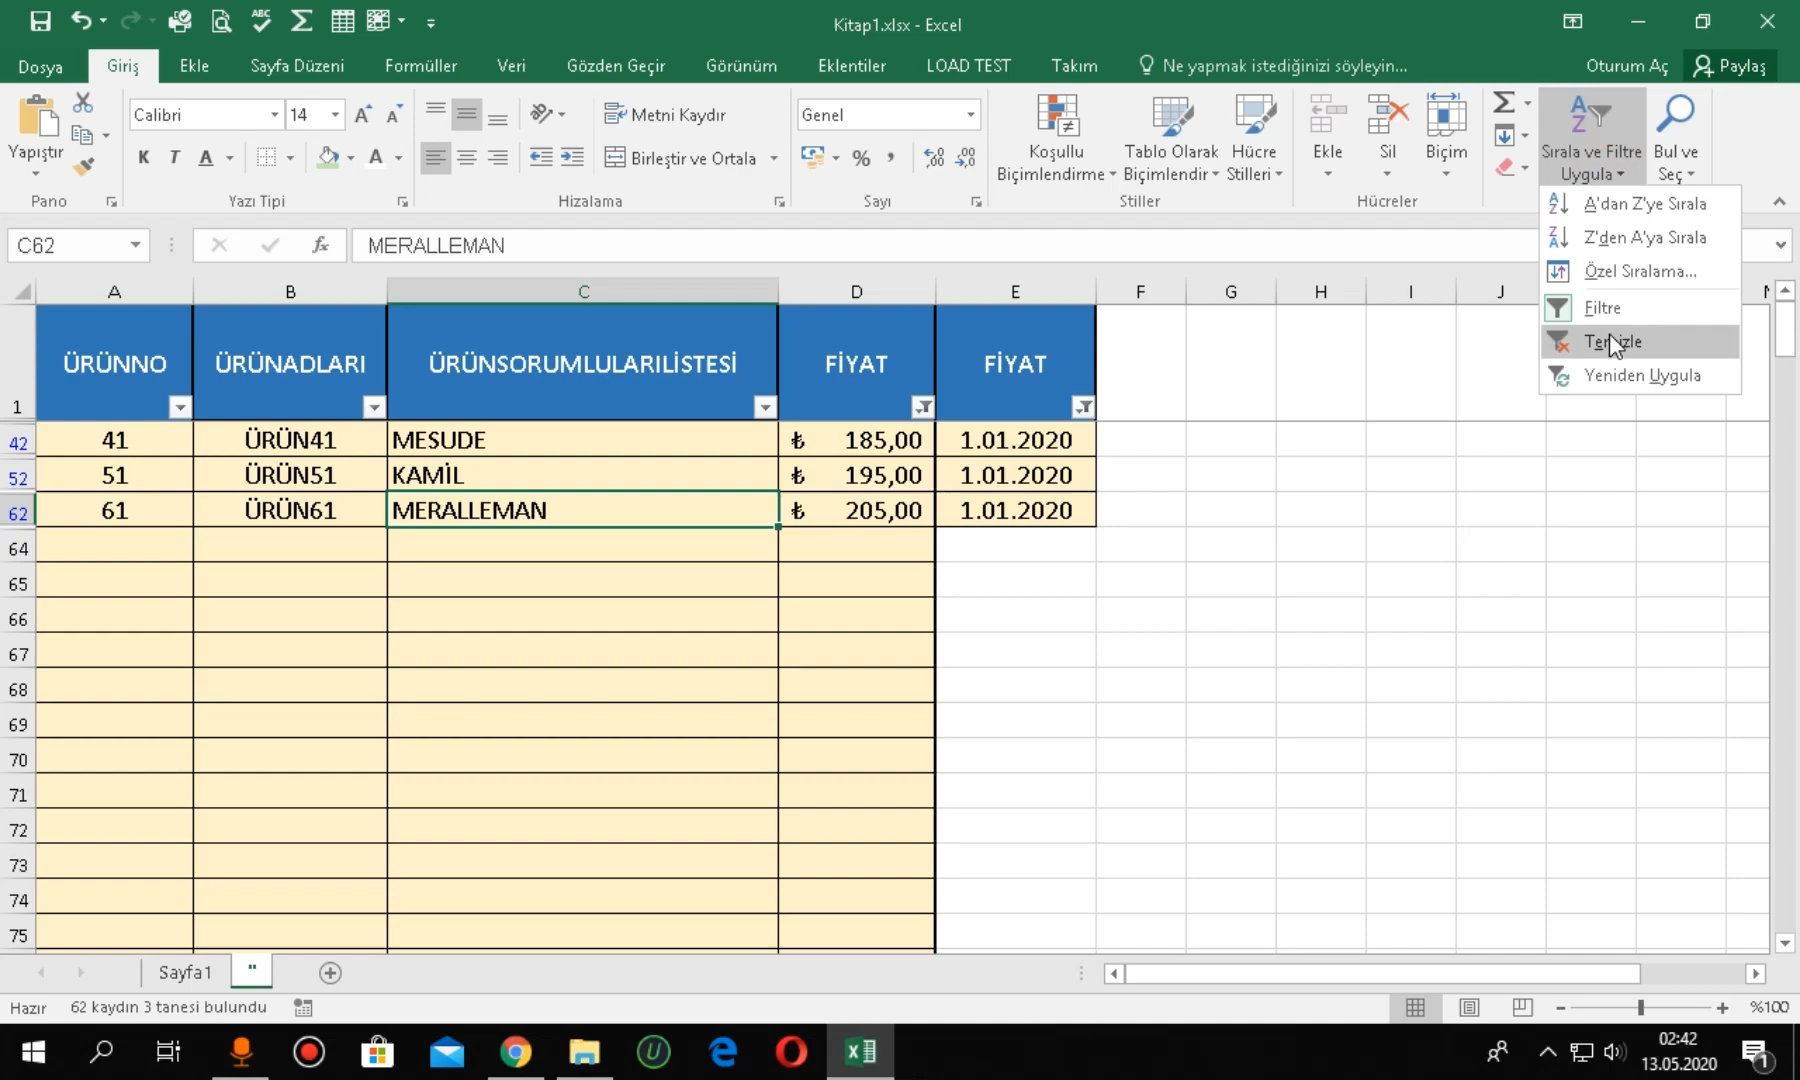 Kitap1.xlsx - Excel
Dosya Giriş Ekle Sayfa Düzeni Formüller Veri Gözden Geçir Görünüm Eklentiler LOAD TEST Takım Ne yapmak istediğinizi söyleyin... Oturum Aç Paylaş
Yapıştır
Calibri 14
K T A
Metni Kaydır
Birleştir ve Ortala
Genel
%
Koşullu Biçimlendirme
Tablo Olarak Biçimlendir
Hücre Stilleri
Ekle
Sil
Biçim
Sırala ve Filtre Uygula
Bul ve Seç
Pano Yazı Tipi Hizalama Sayı Stiller Hücreler
A'dan Z'ye Sırala
Z'den A'ya Sırala
Özel Sıralama...
Filtre
Temizle
Yeniden Uygula
C62 fx MERALLEMAN
A B C D E F G H I J
1 ÜRÜNNO ÜRÜNADLARI ÜRÜNSORUMLULARILİSTESİ FİYAT FİYAT
42 41 ÜRÜN41 MESUDE ₺ 185,00 1.01.2020
52 51 ÜRÜN51 KAMİL ₺ 195,00 1.01.2020
62 61 ÜRÜN61 MERALLEMAN ₺ 205,00 1.01.2020
64
65
66
67
68
69
70
71
72
73
74
75
Sayfa1 "
Hazır 62 kaydın 3 tanesi bulundu %100
02:42
13.05.2020
1